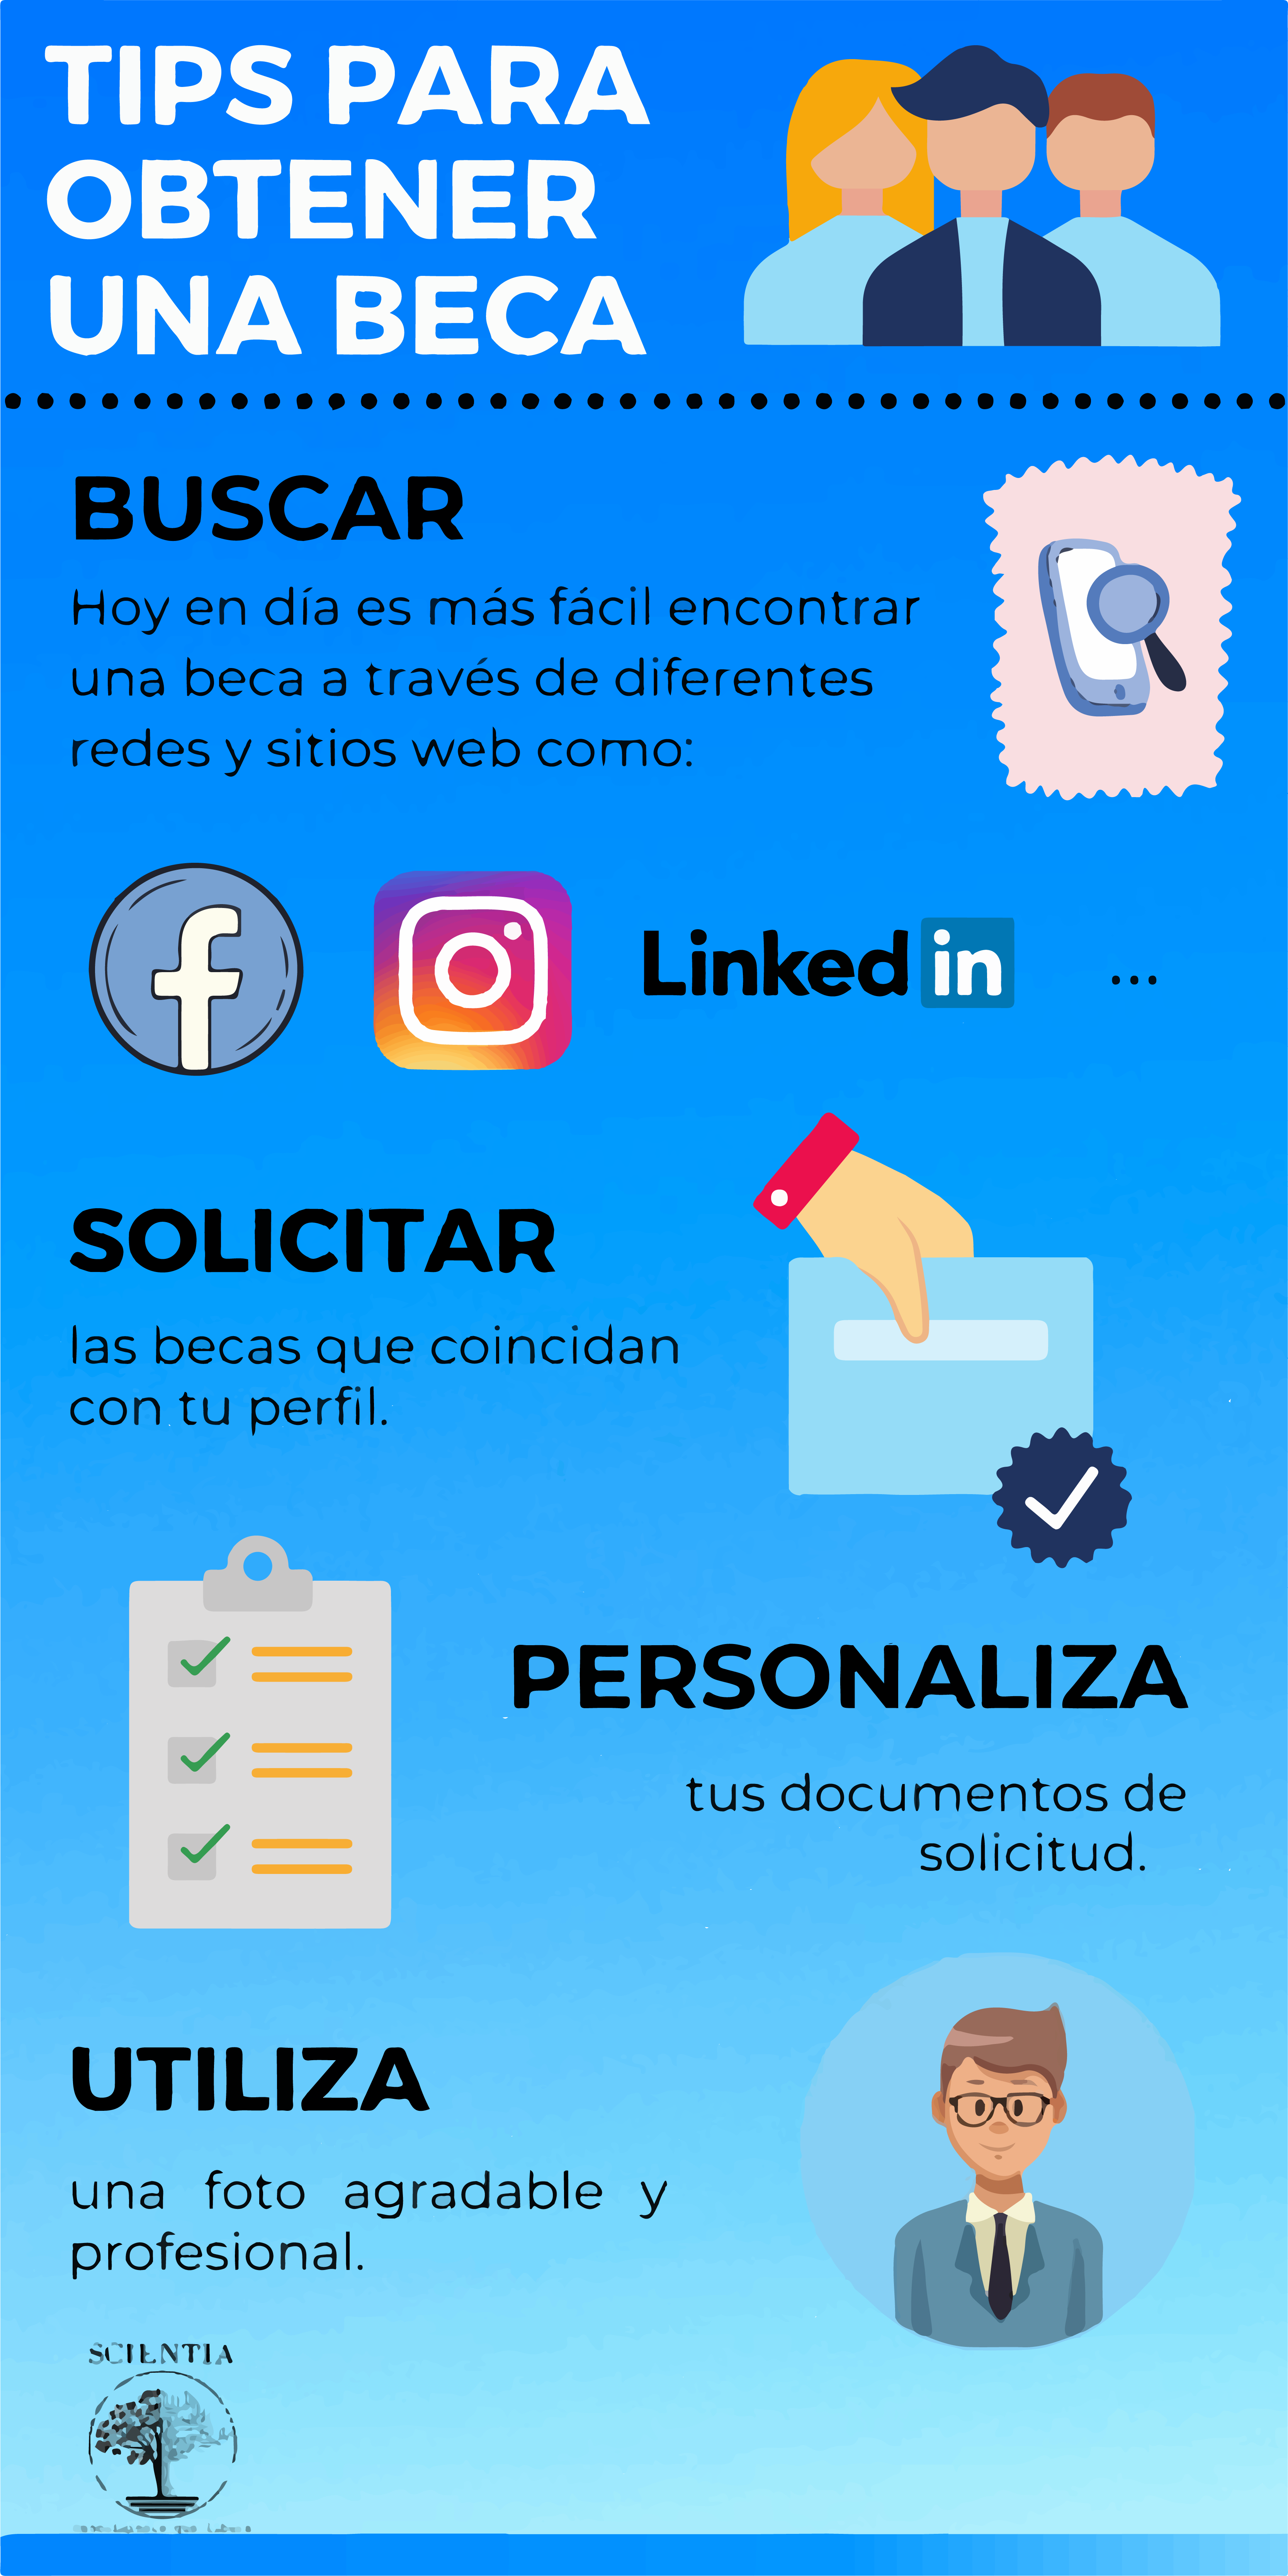 TIPS PARA
OBTENER
UNA BECA
BUSCAR
Hoy en día es más fácil encontrar
una beca a través de diferentes
redes y sitios web como:
f
Linked in ...
SOLICITAR
las becas que coincidan
con tu perfil.
PERSONALIZA
tus documentos de
solicitud.
UTILIZA
una foto agradable y
profesional.
SCIENTIA